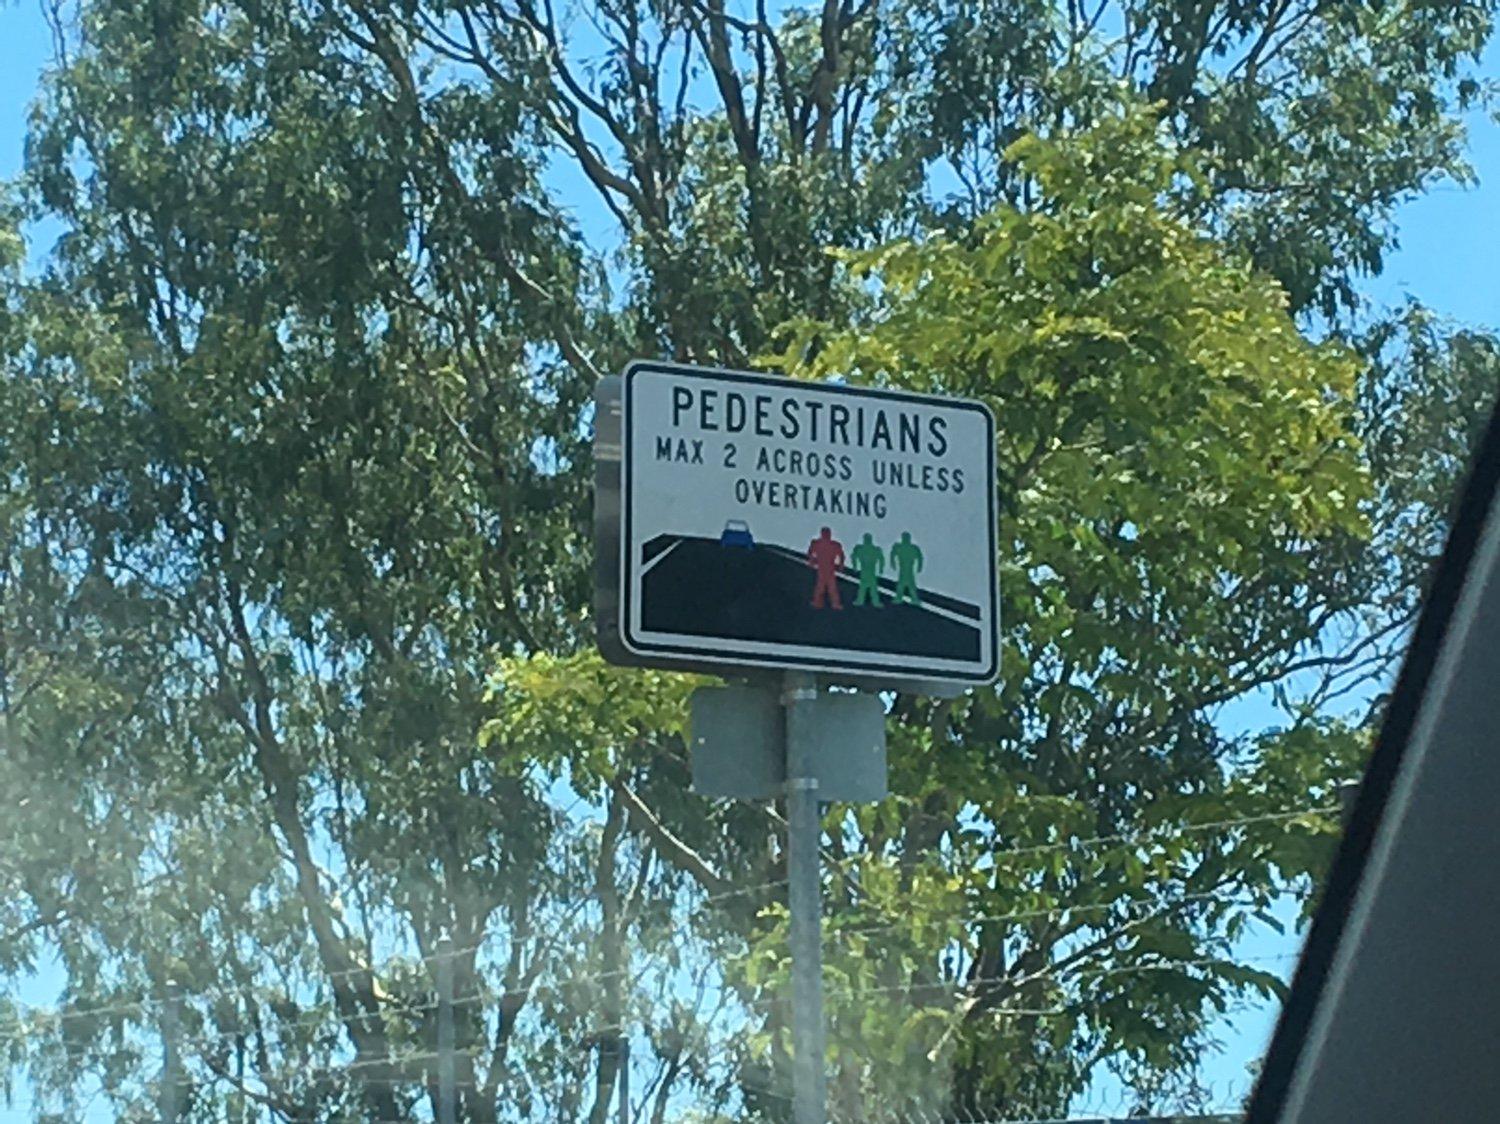 PEDESTRIANS
MAX 2 ACROSS UNLESS
OVERTAKING